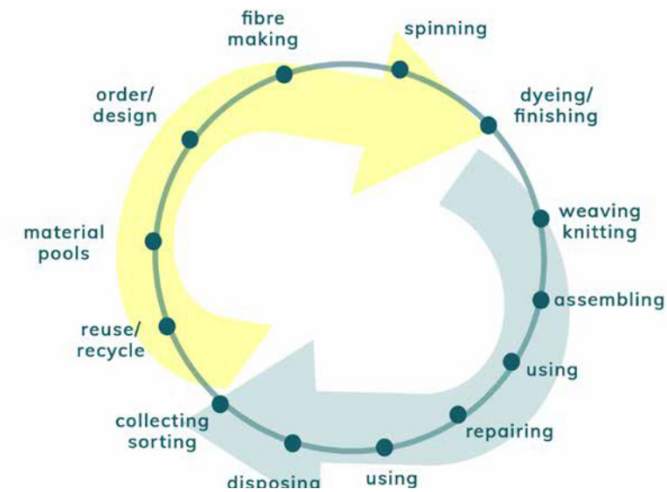 fibre
making
spinning
dyeing/
finishing
weaving
knitting
assembling
using
repairing
using
disposing
collecting
sorting
reuse/
recycle
material
pools
order/
design